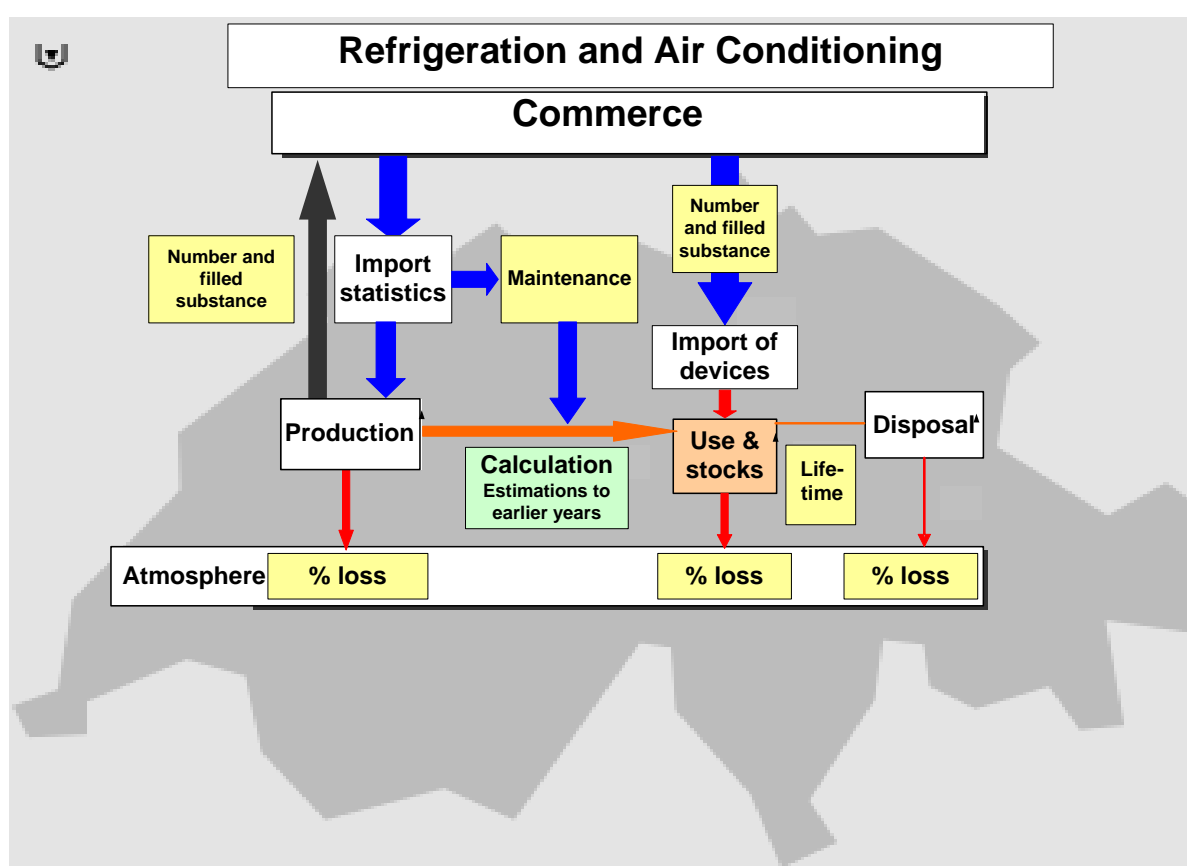 Refrigeration and Air Conditioning
Commerce
Number
and filled
substance
Number and
filled
substance
Import
statistics
Maintenance
Import of
devices
Production
Use &
stocks
Disposal
Calculation
Estimations to
earlier years
Life-
time
Atmosphere
% loss
% loss
% loss